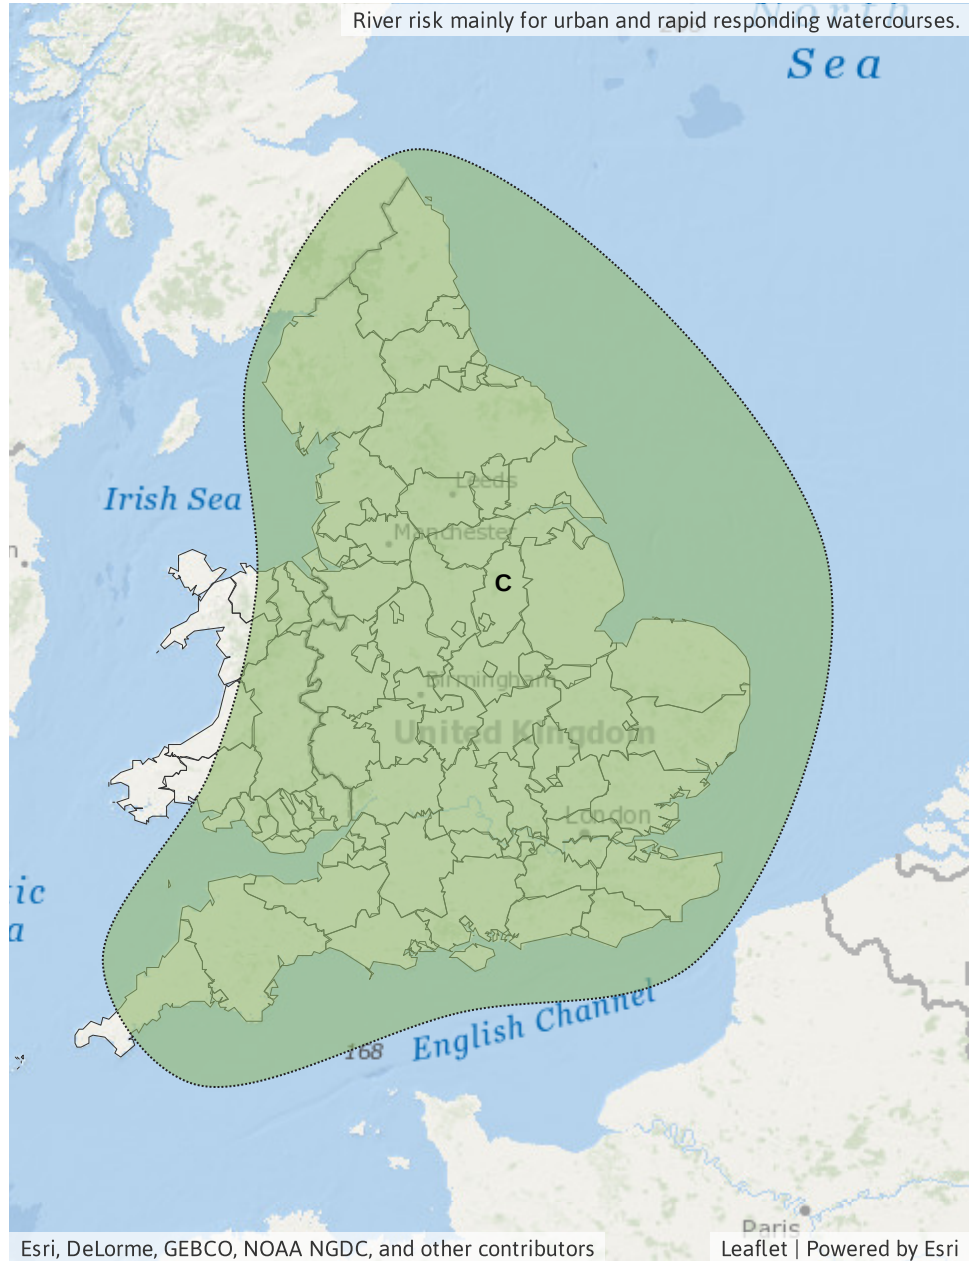 River risk mainly for urban and rapid responding watercourses.
North
Sea
Irish Sea
Leeds
Manchester
C
Birmingham
United Kingdom
London
English Channel
168
Paris
Esri, DeLorme, GEBCO, NOAA NGDC, and other contributors
Leaflet | Powered by Esri